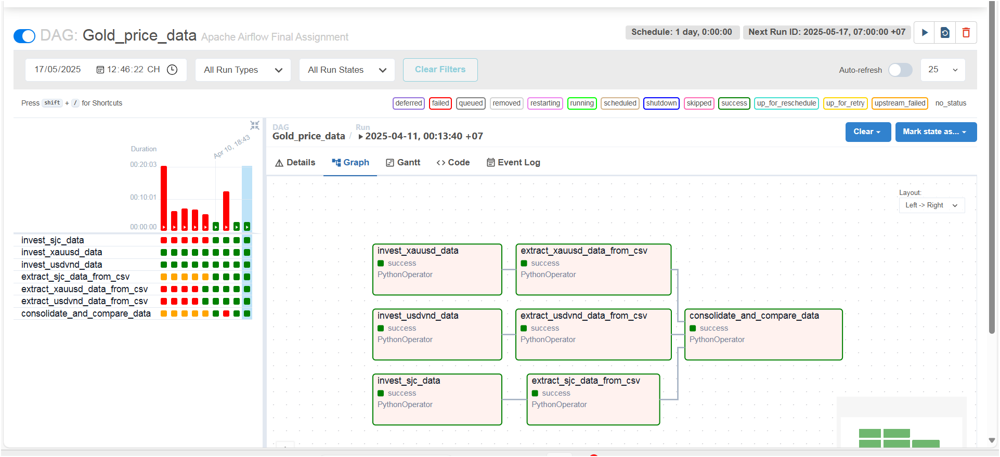 DAG: Gold_price_data Apache Airflow Final Assignment
Schedule: 1 day, 0:00:00
Next Run ID: 2025-05-17, 07:00:00 +07
17/05/2025 12:46:22 CH
All Run Types
All Run States
Clear Filters
Auto-refresh
25
Press shift + / for Shortcuts
deferred
failed
queued
removed
restarting
running
scheduled
shutdown
skipped
success
up_for_reschedule
up_for_retry
upstream_failed
no_status
Apr 10, 18:43
Duration
00:20:03
00:10:01
00:00:00
invest_sjc_data
invest_xauusd_data
invest_usdvnd_data
extract_sjc_data_from_csv
extract_xauusd_data_from_csv
extract_usdvnd_data_from_csv
consolidate_and_compare_data
DAG
Gold_price_data
/
Run
2025-04-11, 00:13:40 +07
Clear
Mark state as...
Details
Graph
Gantt
Code
Event Log
Layout:
Left -> Right
invest_xauusd_data
success
PythonOperator
extract_xauusd_data_from_csv
success
PythonOperator
invest_usdvnd_data
success
PythonOperator
extract_usdvnd_data_from_csv
success
PythonOperator
consolidate_and_compare_data
success
PythonOperator
invest_sjc_data
success
PythonOperator
extract_sjc_data_from_csv
success
PythonOperator